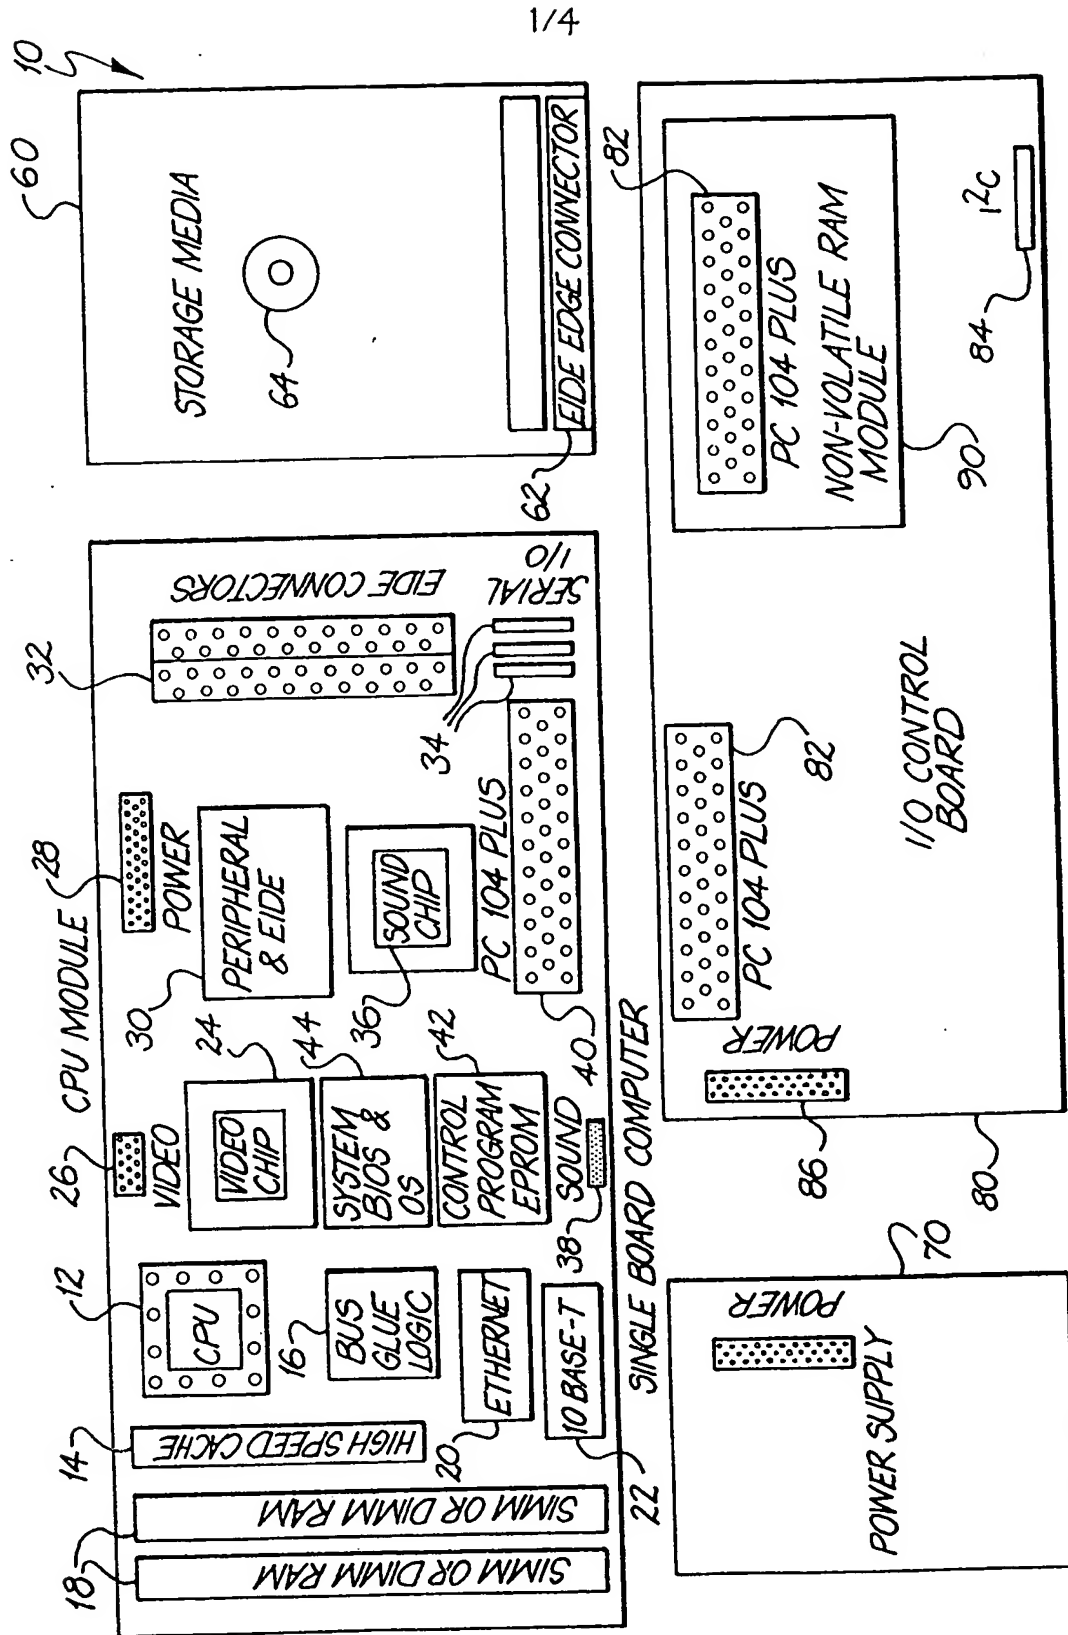 1/4
10
60
STORAGE MEDIA
64
EIDE EDGE CONNECTOR
62
CPU MODULE
18
SIMM OR DIMM RAM
SIMM OR DIMM RAM
14
HIGH SPEED CACHE
12
CPU
16
BUS
GLUE
LOGIC
20
ETHERNET
22
10 BASE-T
26
VIDEO
24
VIDEO
CHIP
44
SYSTEM
BIOS &
OS
42
CONTROL
PROGRAM
EPROM
38
SOUND
28
POWER
30
PERIPHERAL
& EIDE
36
SOUND
CHIP
PC 104 PLUS
40
32
EIDE CONNECTORS
34
SERIAL
I/O
SINGLE BOARD COMPUTER
70
POWER
POWER SUPPLY
80
86
POWER
PC 104 PLUS
82
I/O CONTROL
BOARD
82
PC 104 PLUS
NON-VOLATILE RAM
MODULE
90
84
I2C